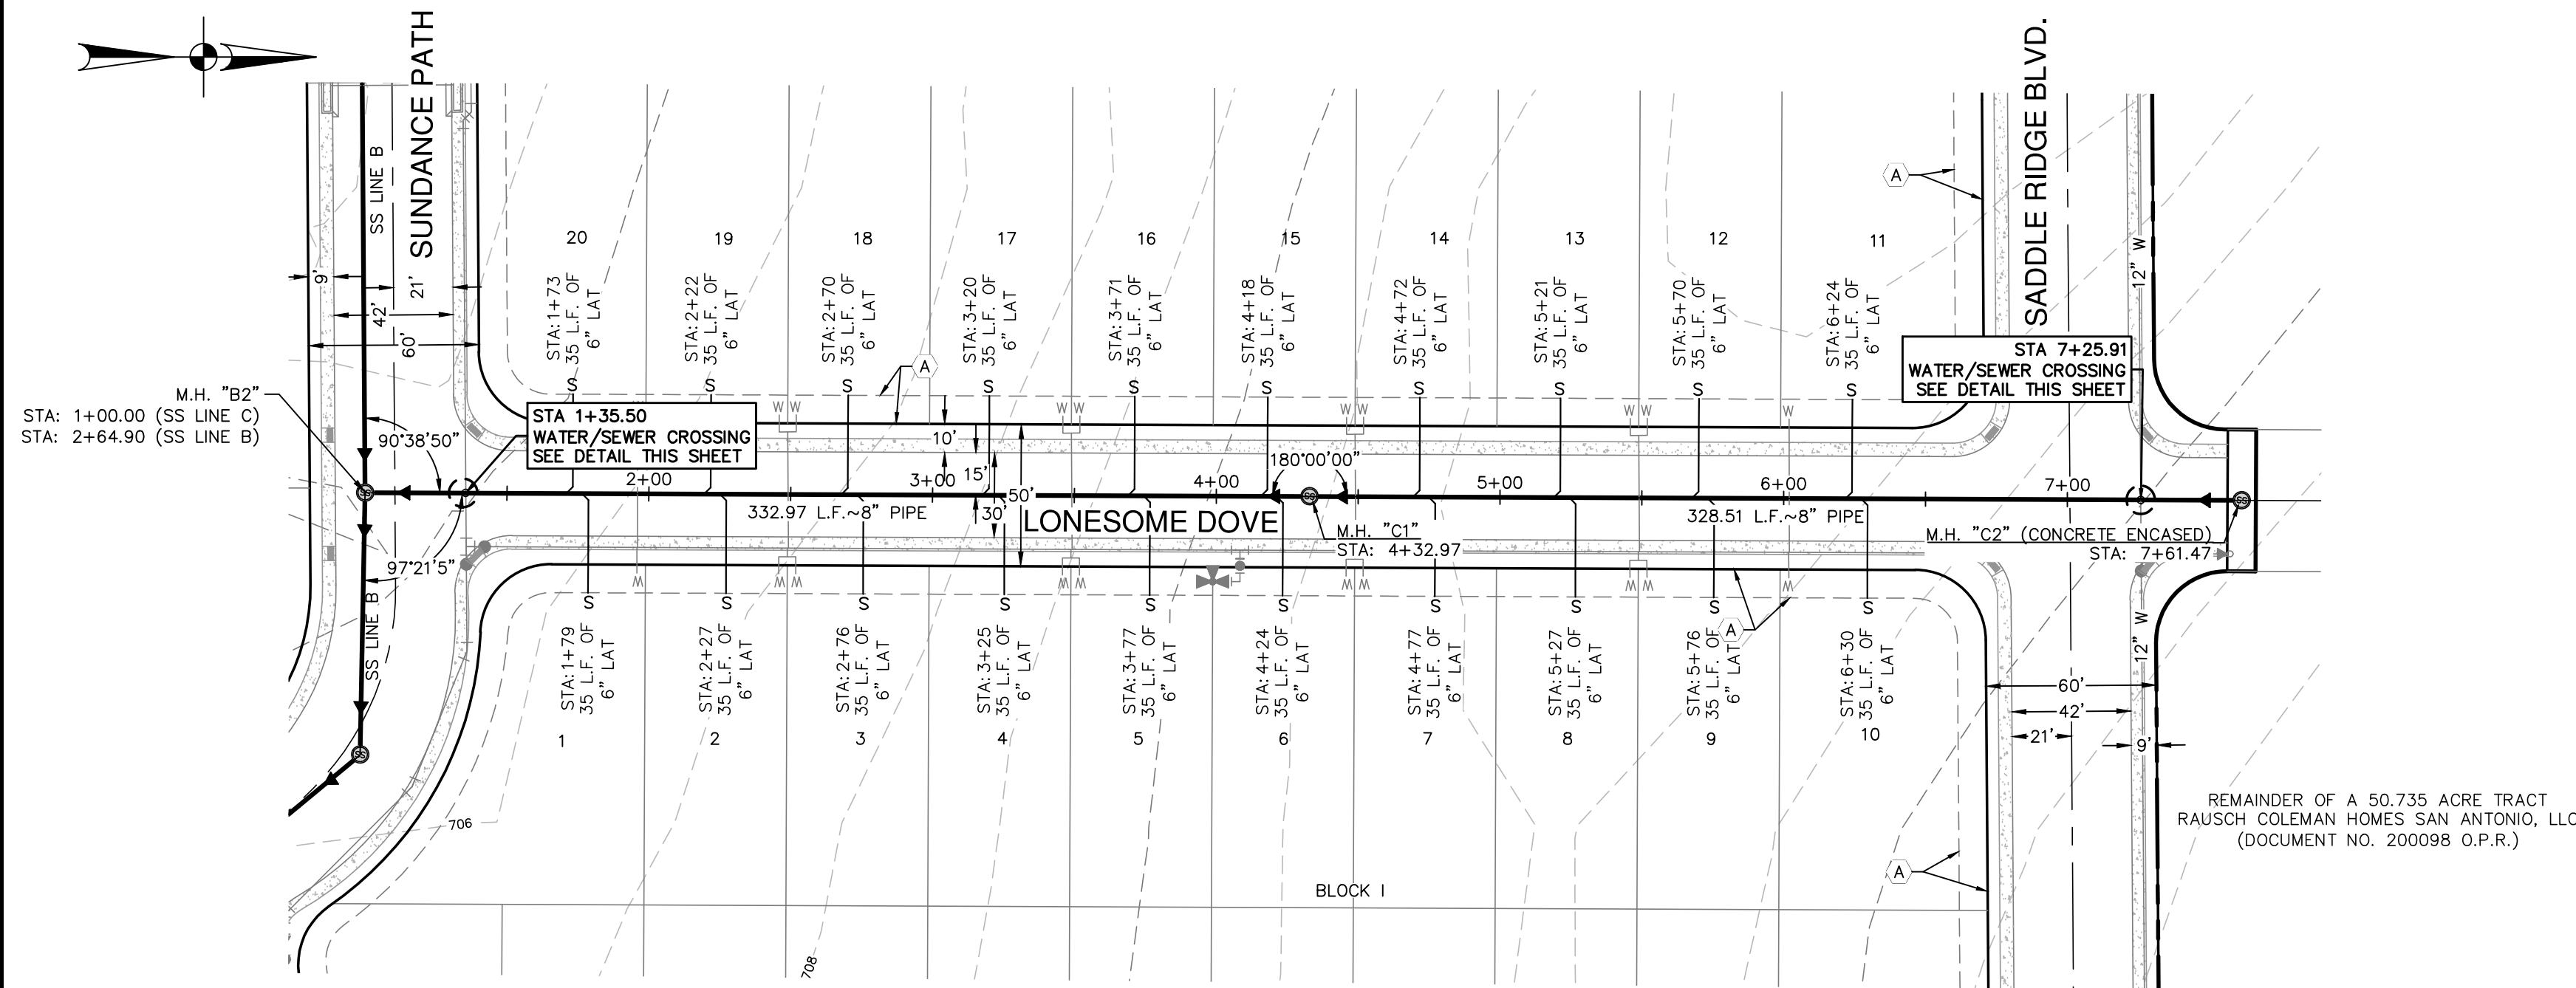 SUNDANCE PATH
SS LINE B
9'
21'
42'
60'
M.H. "B2"
STA: 1+00.00 (SS LINE C)
STA: 2+64.90 (SS LINE B)
90°38'50"
97°21'5"
SS LINE B
STA 1+35.50
WATER/SEWER CROSSING
SEE DETAIL THIS SHEET
20
STA:1+73
35 L.F. OF
6" LAT
S
19
STA:2+22
35 L.F. OF
6" LAT
S
18
STA:2+70
35 L.F. OF
6" LAT
S
17
STA:3+20
35 L.F. OF
6" LAT
S
16
STA:3+71
35 L.F. OF
6" LAT
S
15
STA:4+18
35 L.F. OF
6" LAT
S
14
STA:4+72
35 L.F. OF
6" LAT
S
13
STA:5+21
35 L.F. OF
6" LAT
S
12
STA:5+70
35 L.F. OF
6" LAT
S
11
STA:6+24
35 L.F. OF
6" LAT
S
A
A
W W
W W
W W
W W
W
10'
15'
50'
30'
2+00
3+00
4+00
5+00
6+00
7+00
180°00'00"
332.97 L.F.~8" PIPE
LONESOME DOVE
M.H. "C1"
STA: 4+32.97
328.51 L.F.~8" PIPE
M.H. "C2" (CONCRETE ENCASED)
STA: 7+61.47
SADDLE RIDGE BLVD.
12" W
STA 7+25.91
WATER/SEWER CROSSING
SEE DETAIL THIS SHEET
W
W W
W W
W W
W W
W
S
STA:1+79
35 L.F. OF
6" LAT
1
S
STA:2+27
35 L.F. OF
6" LAT
2
S
STA:2+76
35 L.F. OF
6" LAT
3
S
STA:3+25
35 L.F. OF
6" LAT
4
S
STA:3+77
35 L.F. OF
6" LAT
5
S
STA:4+24
35 L.F. OF
6" LAT
6
S
STA:4+77
35 L.F. OF
6" LAT
7
S
STA:5+27
35 L.F. OF
6" LAT
8
S
STA:5+76
35 L.F. OF
6" LAT
9
A
S
STA:6+30
35 L.F. OF
6" LAT
10
12" W
60'
42'
21'
9'
REMAINDER OF A 50.735 ACRE TRACT
RAUSCH COLEMAN HOMES SAN ANTONIO, LLC
(DOCUMENT NO. 200098 O.P.R.)
706
708
BLOCK I
A
SS
SS
SS
SS